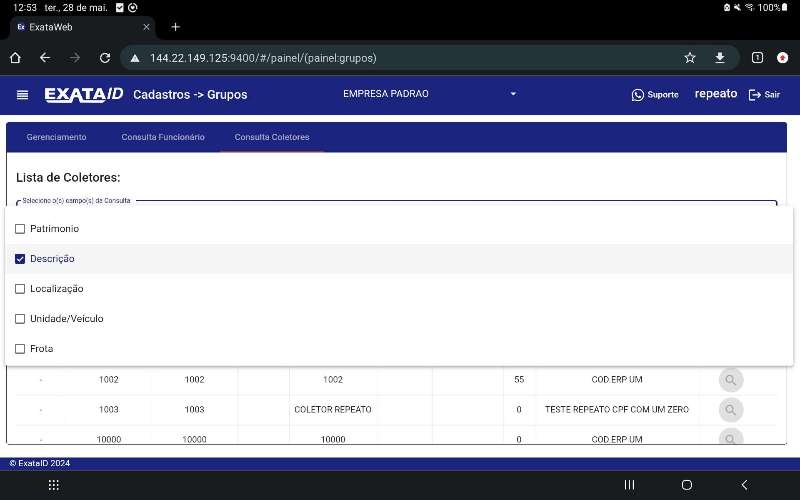 12:53 ter., 28 de mai. 100%
Ex ExataWeb
144.22.149.125:9400/#/painel/(painel:grupos)
1
EXATAID Cadastros -> Grupos EMPRESA PADRAO Suporte repeato Sair
Gerenciamento Consulta Funcionário Consulta Coletores
Lista de Coletores:
Selecione o(s) campo(s) da Consulta
Patrimonio
Descrição
Localização
Unidade/Veículo
Frota
- 1002 1002 1002 55 COD.ERP UM
- 1003 1003 COLETOR REPEATO 0 TESTE REPEATO CPF COM UM ZERO
- 10000 10000 10000 0 COD.ERP UM
© ExataID 2024